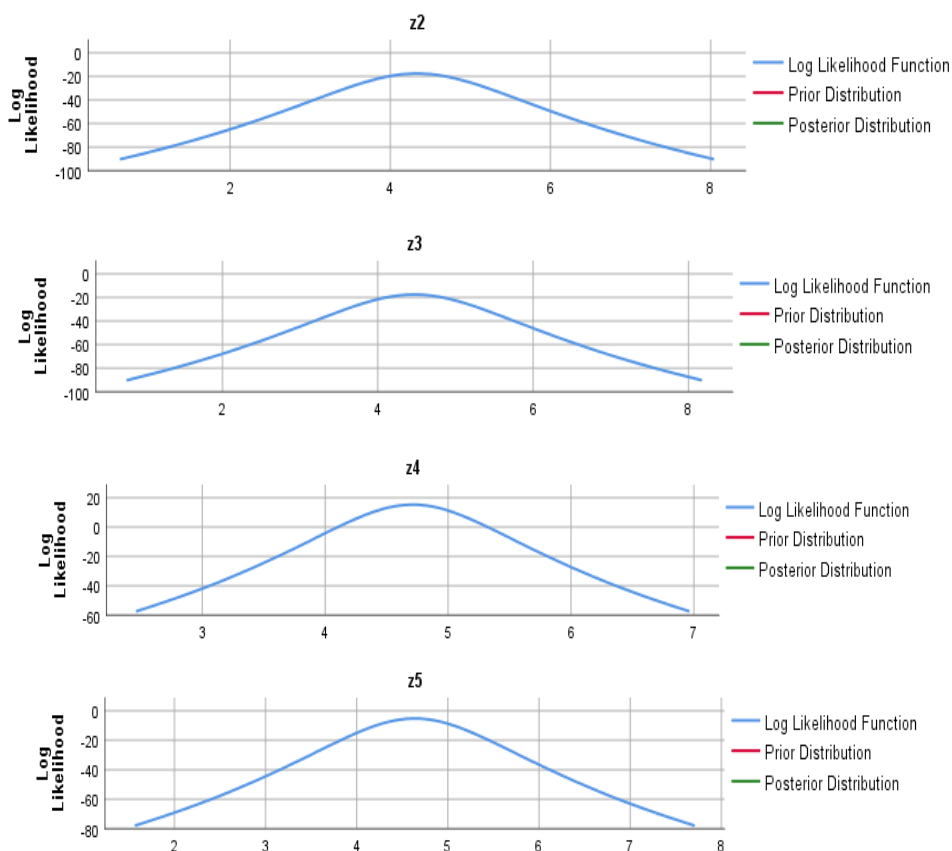 z2
Log
Likelihood
0
-20
-40
-60
-80
-100
2
4
6
8
Log Likelihood Function
Prior Distribution
Posterior Distribution
z3
Log
Likelihood
0
-20
-40
-60
-80
-100
2
4
6
8
Log Likelihood Function
Prior Distribution
Posterior Distribution
z4
Log
Likelihood
20
0
-20
-40
-60
3
4
5
6
7
Log Likelihood Function
Prior Distribution
Posterior Distribution
z5
Log
Likelihood
0
-20
-40
-60
-80
2
3
4
5
6
7
8
Log Likelihood Function
Prior Distribution
Posterior Distribution